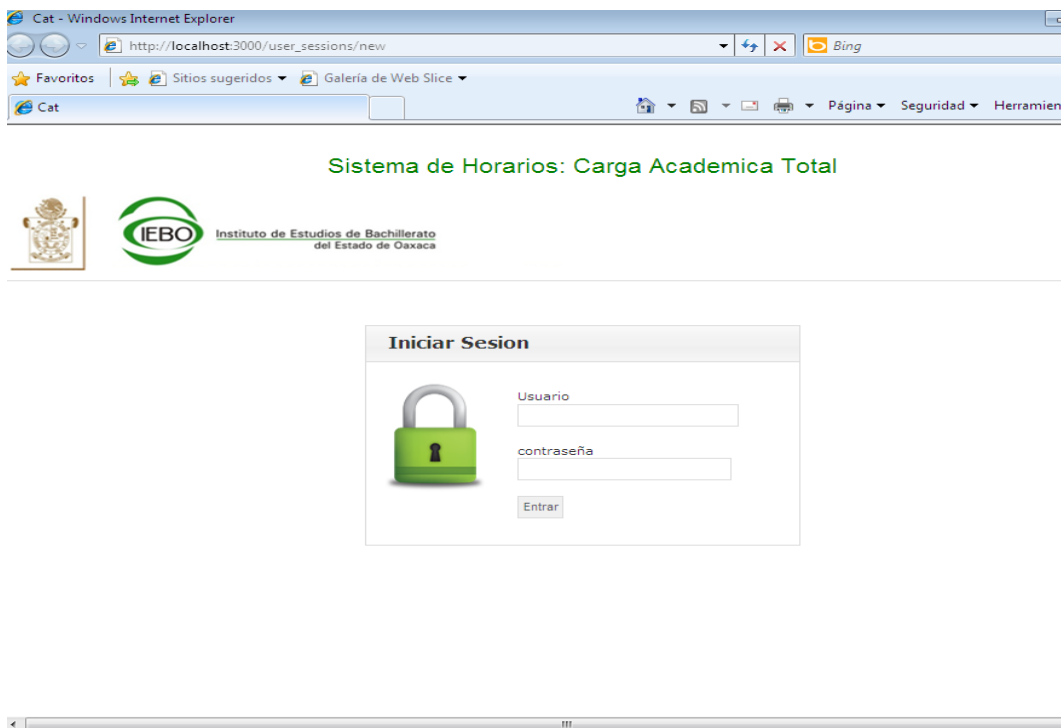 Cat - Windows Internet Explorer
http://localhost:3000/user_sessions/new
Bing
Favoritos
Sitios sugeridos
Galería de Web Slice
Cat
Página
Seguridad
Herramien
Sistema de Horarios: Carga Academica Total
IEBO
Instituto de Estudios de Bachillerato
del Estado de Oaxaca
Iniciar Sesion
Usuario
contraseña
Entrar